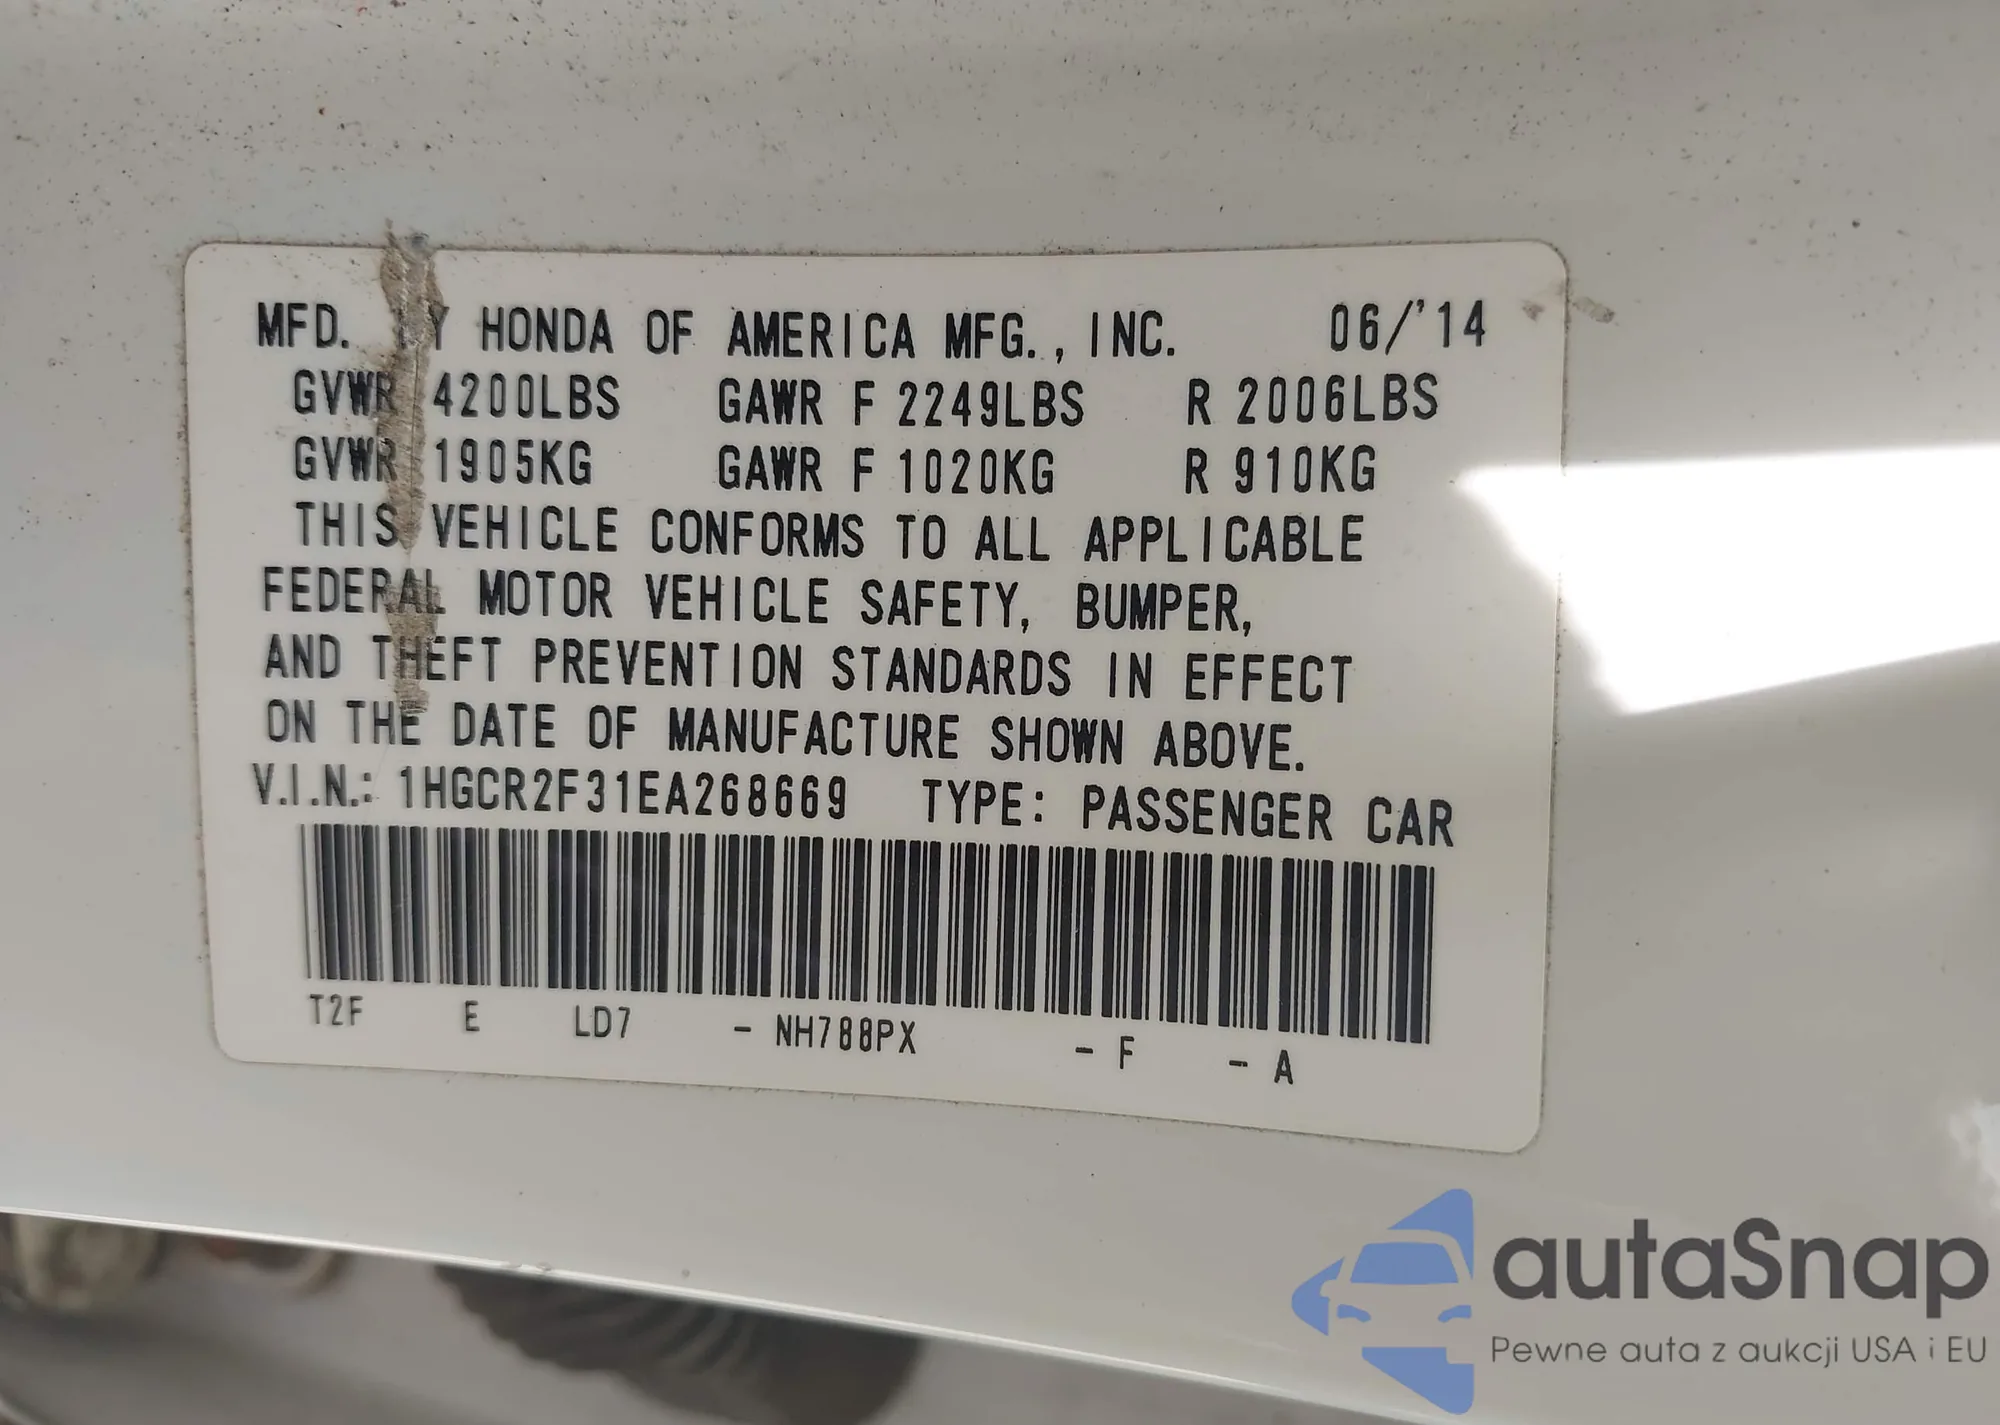 MFD. BY HONDA OF AMERICA MFG., INC. 06/'14
GVWR 4200LBS GAWR F 2249LBS R 2006LBS
GVWR 1905KG GAWR F 1020KG R 910KG
THIS VEHICLE CONFORMS TO ALL APPLICABLE
FEDERAL MOTOR VEHICLE SAFETY, BUMPER,
AND THEFT PREVENTION STANDARDS IN EFFECT
ON THE DATE OF MANUFACTURE SHOWN ABOVE.
V.I.N.: 1HGCR2F31EA268669 TYPE: PASSENGER CAR
T2F E LD7 - NH788PX - F - A
autaSnap
Pewne auta z aukcji USA i EU